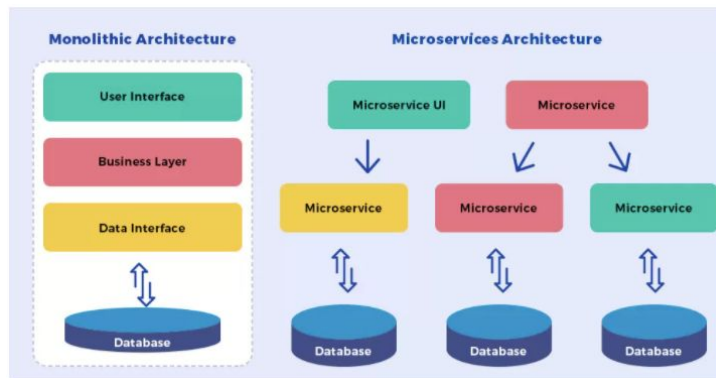 Monolithic Architecture
User Interface
Business Layer
Data Interface
Database
Microservices Architecture
Microservice UI
Microservice
Microservice
Microservice
Microservice
Database
Database
Database